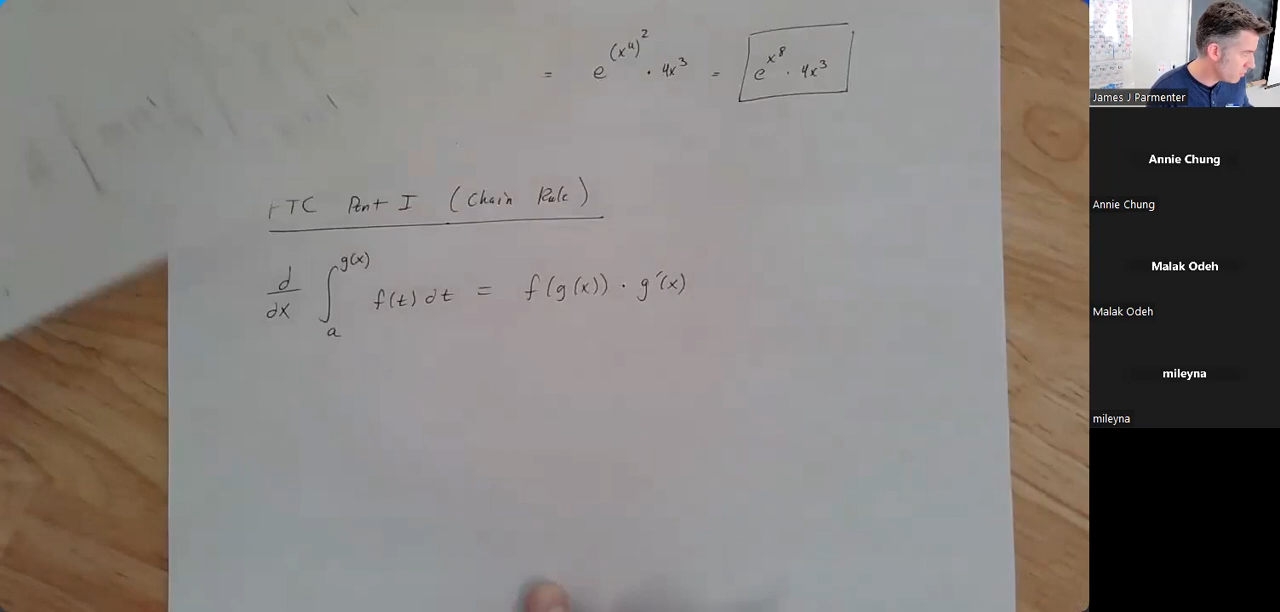 = e^{(x^4)^2} · 4x^3 = e^{x^8} · 4x^3
FTC Part I (Chain Rule)
d/dx ∫_a^{g(x)} f(t) dt = f(g(x)) · g'(x)
James J Parmenter
Annie Chung
Annie Chung
Malak Odeh
Malak Odeh
mileyna
mileyna